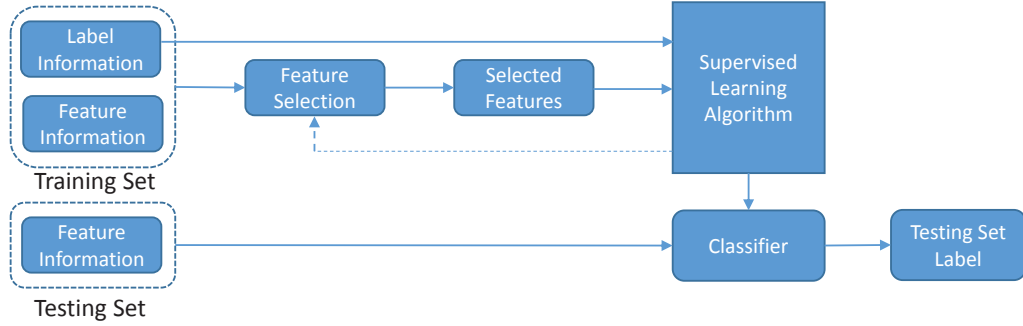 Label
Information
Feature
Information
Training Set
Feature
Selection
Selected
Features
Supervised
Learning
Algorithm
Feature
Information
Testing Set
Classifier
Testing Set
Label